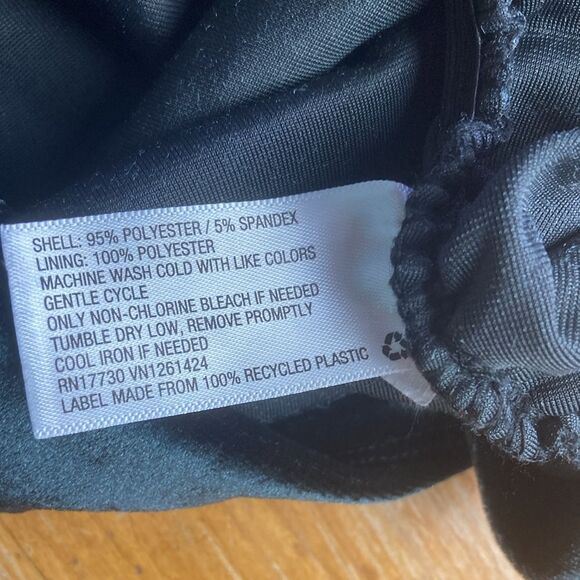 SHELL: 95% POLYESTER / 5% SPANDEX
LINING: 100% POLYESTER
MACHINE WASH COLD WITH LIKE COLORS
GENTLE CYCLE
ONLY NON-CHLORINE BLEACH IF NEEDED
TUMBLE DRY LOW, REMOVE PROMPTLY
COOL IRON IF NEEDED
RN17730 VN1261424
LABEL MADE FROM 100% RECYCLED PLASTIC